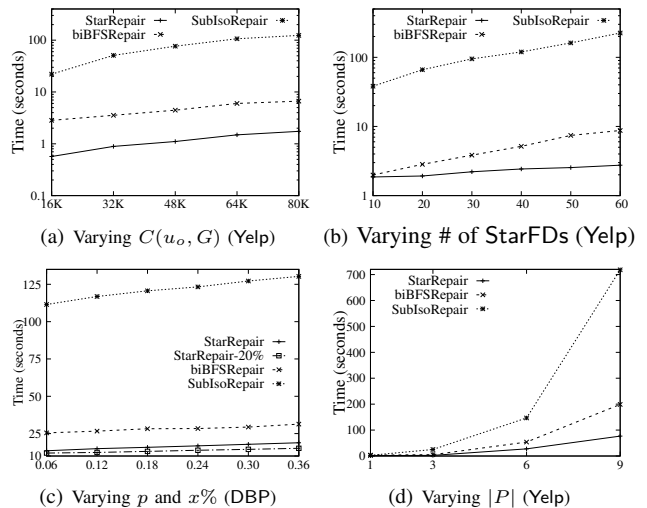 StarRepair
biBFSRepair
SubIsoRepair
Time (seconds)
100
10
1
0.1
16K 32K 48K 64K 80K
(a) Varying C(u_o, G) (Yelp)
StarRepair
biBFSRepair
SubIsoRepair
Time (seconds)
100
10
1
10 20 30 40 50 60
(b) Varying # of StarFDs (Yelp)
Time (seconds)
125
100
75
50
25
10
StarRepair
StarRepair-20%
biBFSRepair
SubIsoRepair
0.06 0.12 0.18 0.24 0.30 0.36
(c) Varying p and x% (DBP)
Time (seconds)
700
600
500
400
300
200
100
0
StarRepair
biBFSRepair
SubIsoRepair
1 3 6 9
(d) Varying |P| (Yelp)